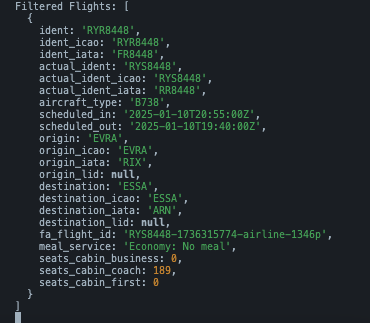 Filtered Flights: [
  {
    ident: 'RYR8448',
    ident_icao: 'RYR8448',
    ident_iata: 'FR8448',
    actual_ident: 'RYS8448',
    actual_ident_icao: 'RYS8448',
    actual_ident_iata: 'RR8448',
    aircraft_type: 'B738',
    scheduled_in: '2025-01-10T20:55:00Z',
    scheduled_out: '2025-01-10T19:40:00Z',
    origin: 'EVRA',
    origin_icao: 'EVRA',
    origin_iata: 'RIX',
    origin_lid: null,
    destination: 'ESSA',
    destination_icao: 'ESSA',
    destination_iata: 'ARN',
    destination_lid: null,
    fa_flight_id: 'RYS8448-1736315774-airline-1346p',
    meal_service: 'Economy: No meal',
    seats_cabin_business: 0,
    seats_cabin_coach: 189,
    seats_cabin_first: 0
  }
]